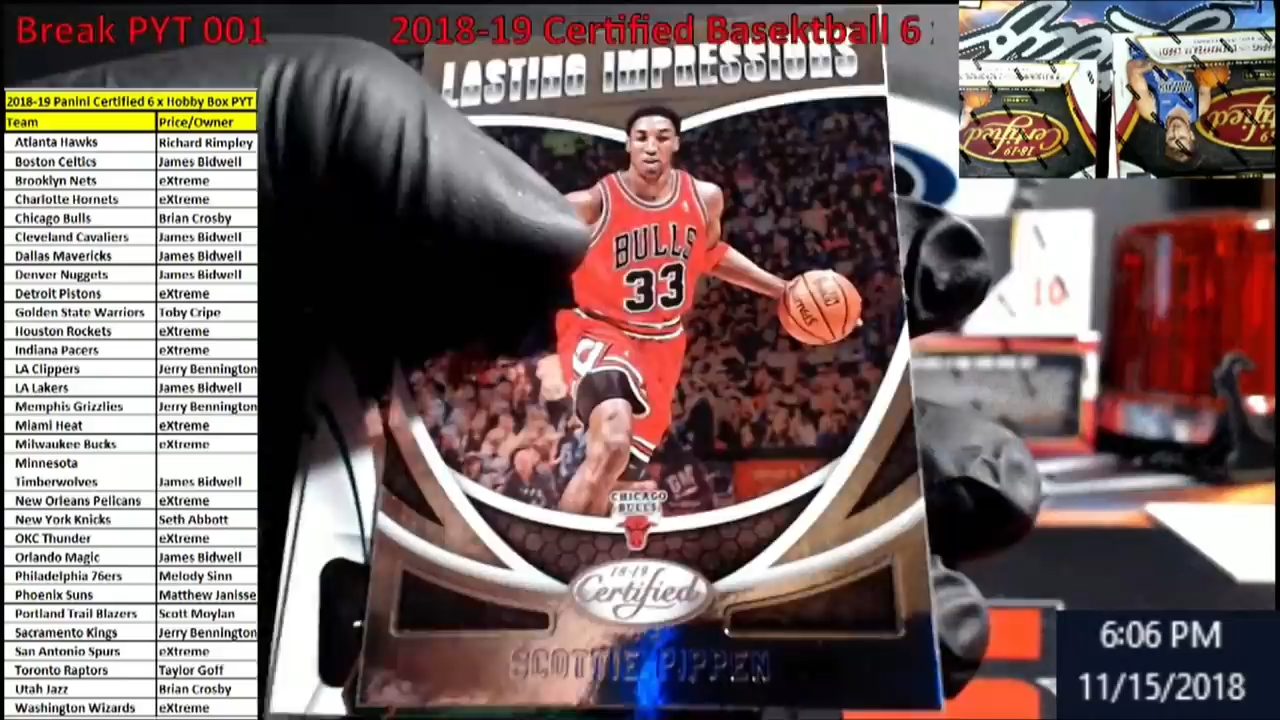 Break PYT 001
2018-19 Certified Basektball 6
2018-19 Panini Certified 6 x Hobby Box PYT
Team Price/Owner
Atlanta Hawks Richard Rimpley
Boston Celtics James Bidwell
Brooklyn Nets eXtreme
Charlotte Hornets eXtreme
Chicago Bulls Brian Crosby
Cleveland Cavaliers James Bidwell
Dallas Mavericks James Bidwell
Denver Nuggets James Bidwell
Detroit Pistons eXtreme
Golden State Warriors Toby Cripe
Houston Rockets eXtreme
Indiana Pacers eXtreme
LA Clippers Jerry Bennington
LA Lakers James Bidwell
Memphis Grizzlies Jerry Bennington
Miami Heat eXtreme
Milwaukee Bucks eXtreme
Minnesota
Timberwolves James Bidwell
New Orleans Pelicans eXtreme
New York Knicks Seth Abbott
OKC Thunder eXtreme
Orlando Magic James Bidwell
Philadelphia 76ers Melody Sinn
Phoenix Suns Matthew Janisse
Portland Trail Blazers Scott Moylan
Sacramento Kings Jerry Bennington
San Antonio Spurs eXtreme
Toronto Raptors Taylor Goff
Utah Jazz Brian Crosby
Washington Wizards eXtreme
LASTING IMPRESSIONS
BULLS
33
SPALDING
CHICAGO
BULLS
18-19
Certified
SCOTTIE PIPPEN
18-19
Certified
Certified
10
6:06 PM
11/15/2018